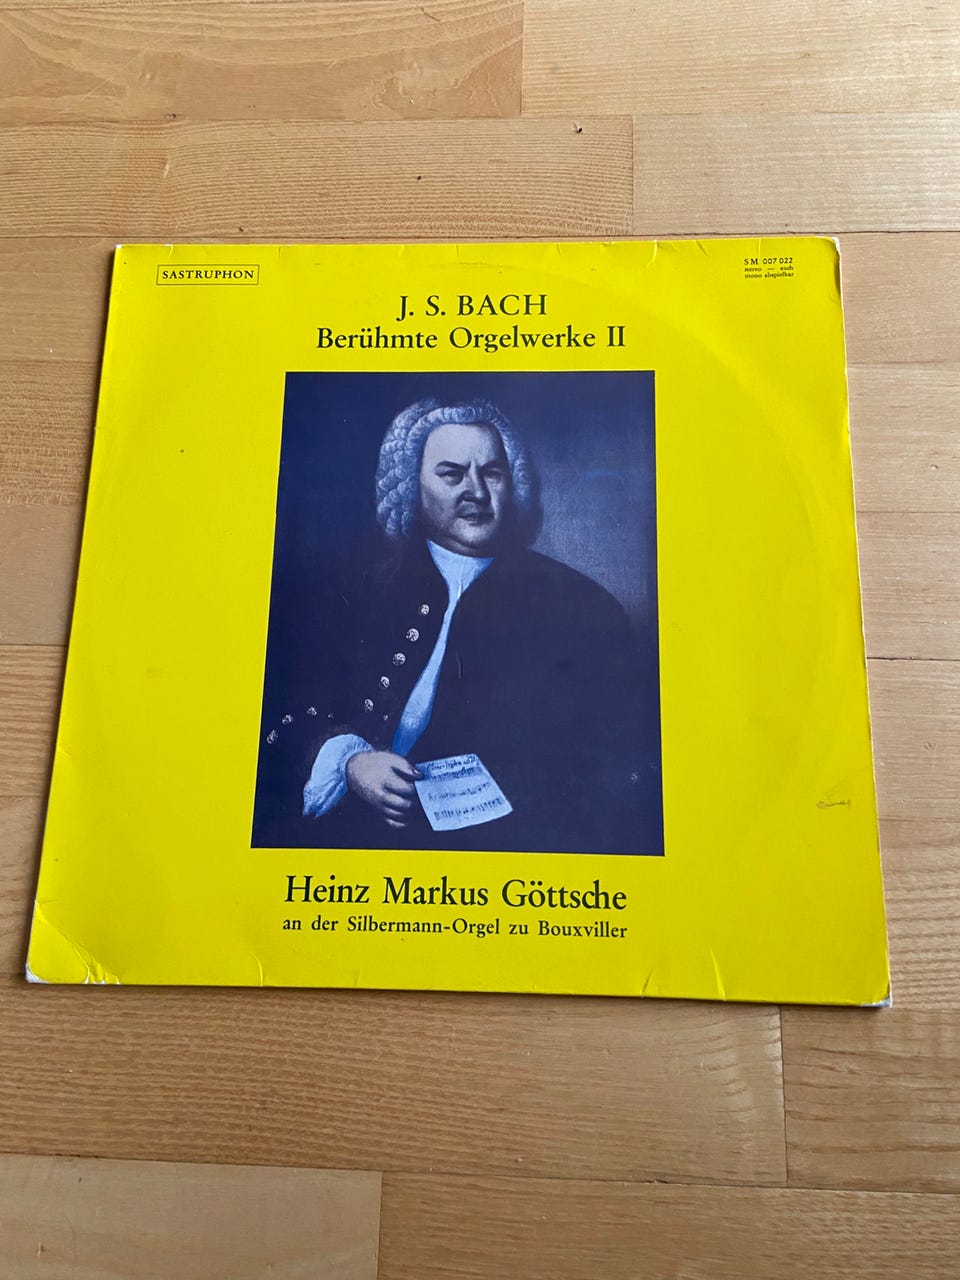 SASTRUPHON
SM 007 022
stereo — auch
mono abspielbar
J. S. BACH
Berühmte Orgelwerke II
Heinz Markus Göttsche
an der Silbermann-Orgel zu Bouxviller